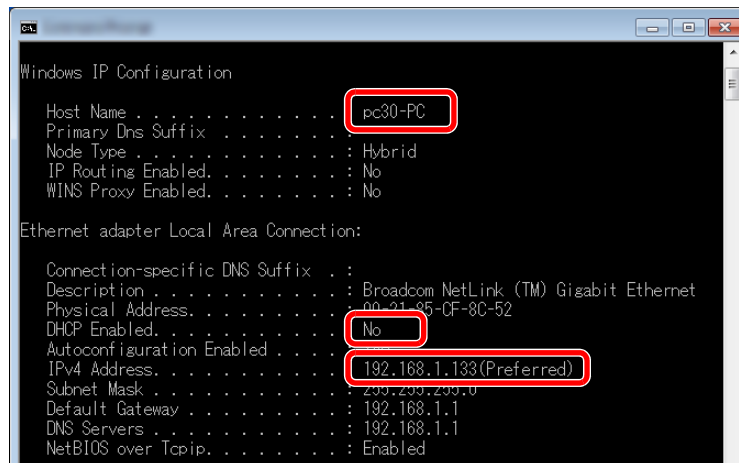 Windows IP Configuration
Host Name . . . . . . . . . . . . : pc30-PC
Primary Dns Suffix . . . . . . . :
Node Type . . . . . . . . . . . . : Hybrid
IP Routing Enabled. . . . . . . . : No
WINS Proxy Enabled. . . . . . . . : No
Ethernet adapter Local Area Connection:
Connection-specific DNS Suffix . :
Description . . . . . . . . . . . : Broadcom NetLink (TM) Gigabit Ethernet
Physical Address. . . . . . . . . : 00-21-85-CF-8C-52
DHCP Enabled. . . . . . . . . . . : No
Autoconfiguration Enabled . . . . :
IPv4 Address. . . . . . . . . . . : 192.168.1.133(Preferred)
Subnet Mask . . . . . . . . . . . : 255.255.255.0
Default Gateway . . . . . . . . . : 192.168.1.1
DNS Servers . . . . . . . . . . . : 192.168.1.1
NetBIOS over Tcpip. . . . . . . . : Enabled